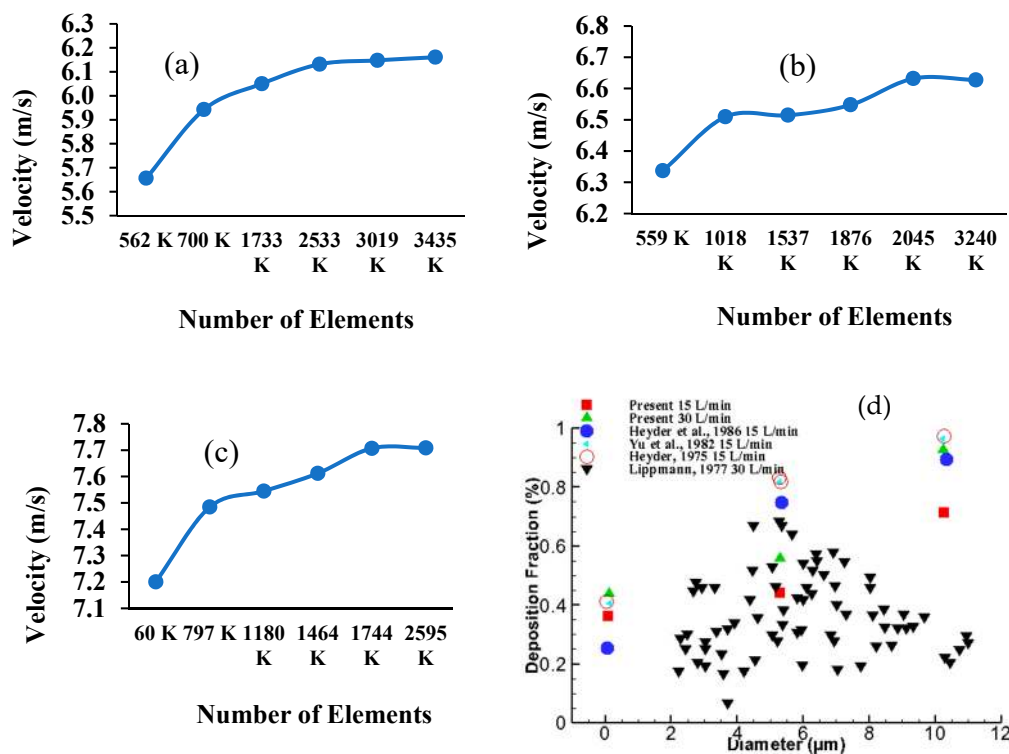 (a)
Velocity (m/s)
6.3
6.2
6.1
6.0
5.9
5.8
5.7
5.6
5.5
562 K 700 K 1733 K 2533 K 3019 K 3435 K
Number of Elements
(b)
Velocity (m/s)
6.8
6.7
6.6
6.5
6.4
6.3
6.2
559 K 1018 K 1537 K 1876 K 2045 K 3240 K
Number of Elements
(c)
Velocity (m/s)
7.8
7.7
7.6
7.5
7.4
7.3
7.2
7.1
60 K 797 K 1180 K 1464 K 1744 K 2595 K
Number of Elements
(d)
Present 15 L/min
Present 30 L/min
Heyder et al., 1986 15 L/min
Yu et al., 1982 15 L/min
Heyder, 1975 15 L/min
Lippmann, 1977 30 L/min
Deposition Fraction (%)
1
0.8
0.6
0.4
0.2
0
0 2 4 6 8 10 12
Diameter (µm)